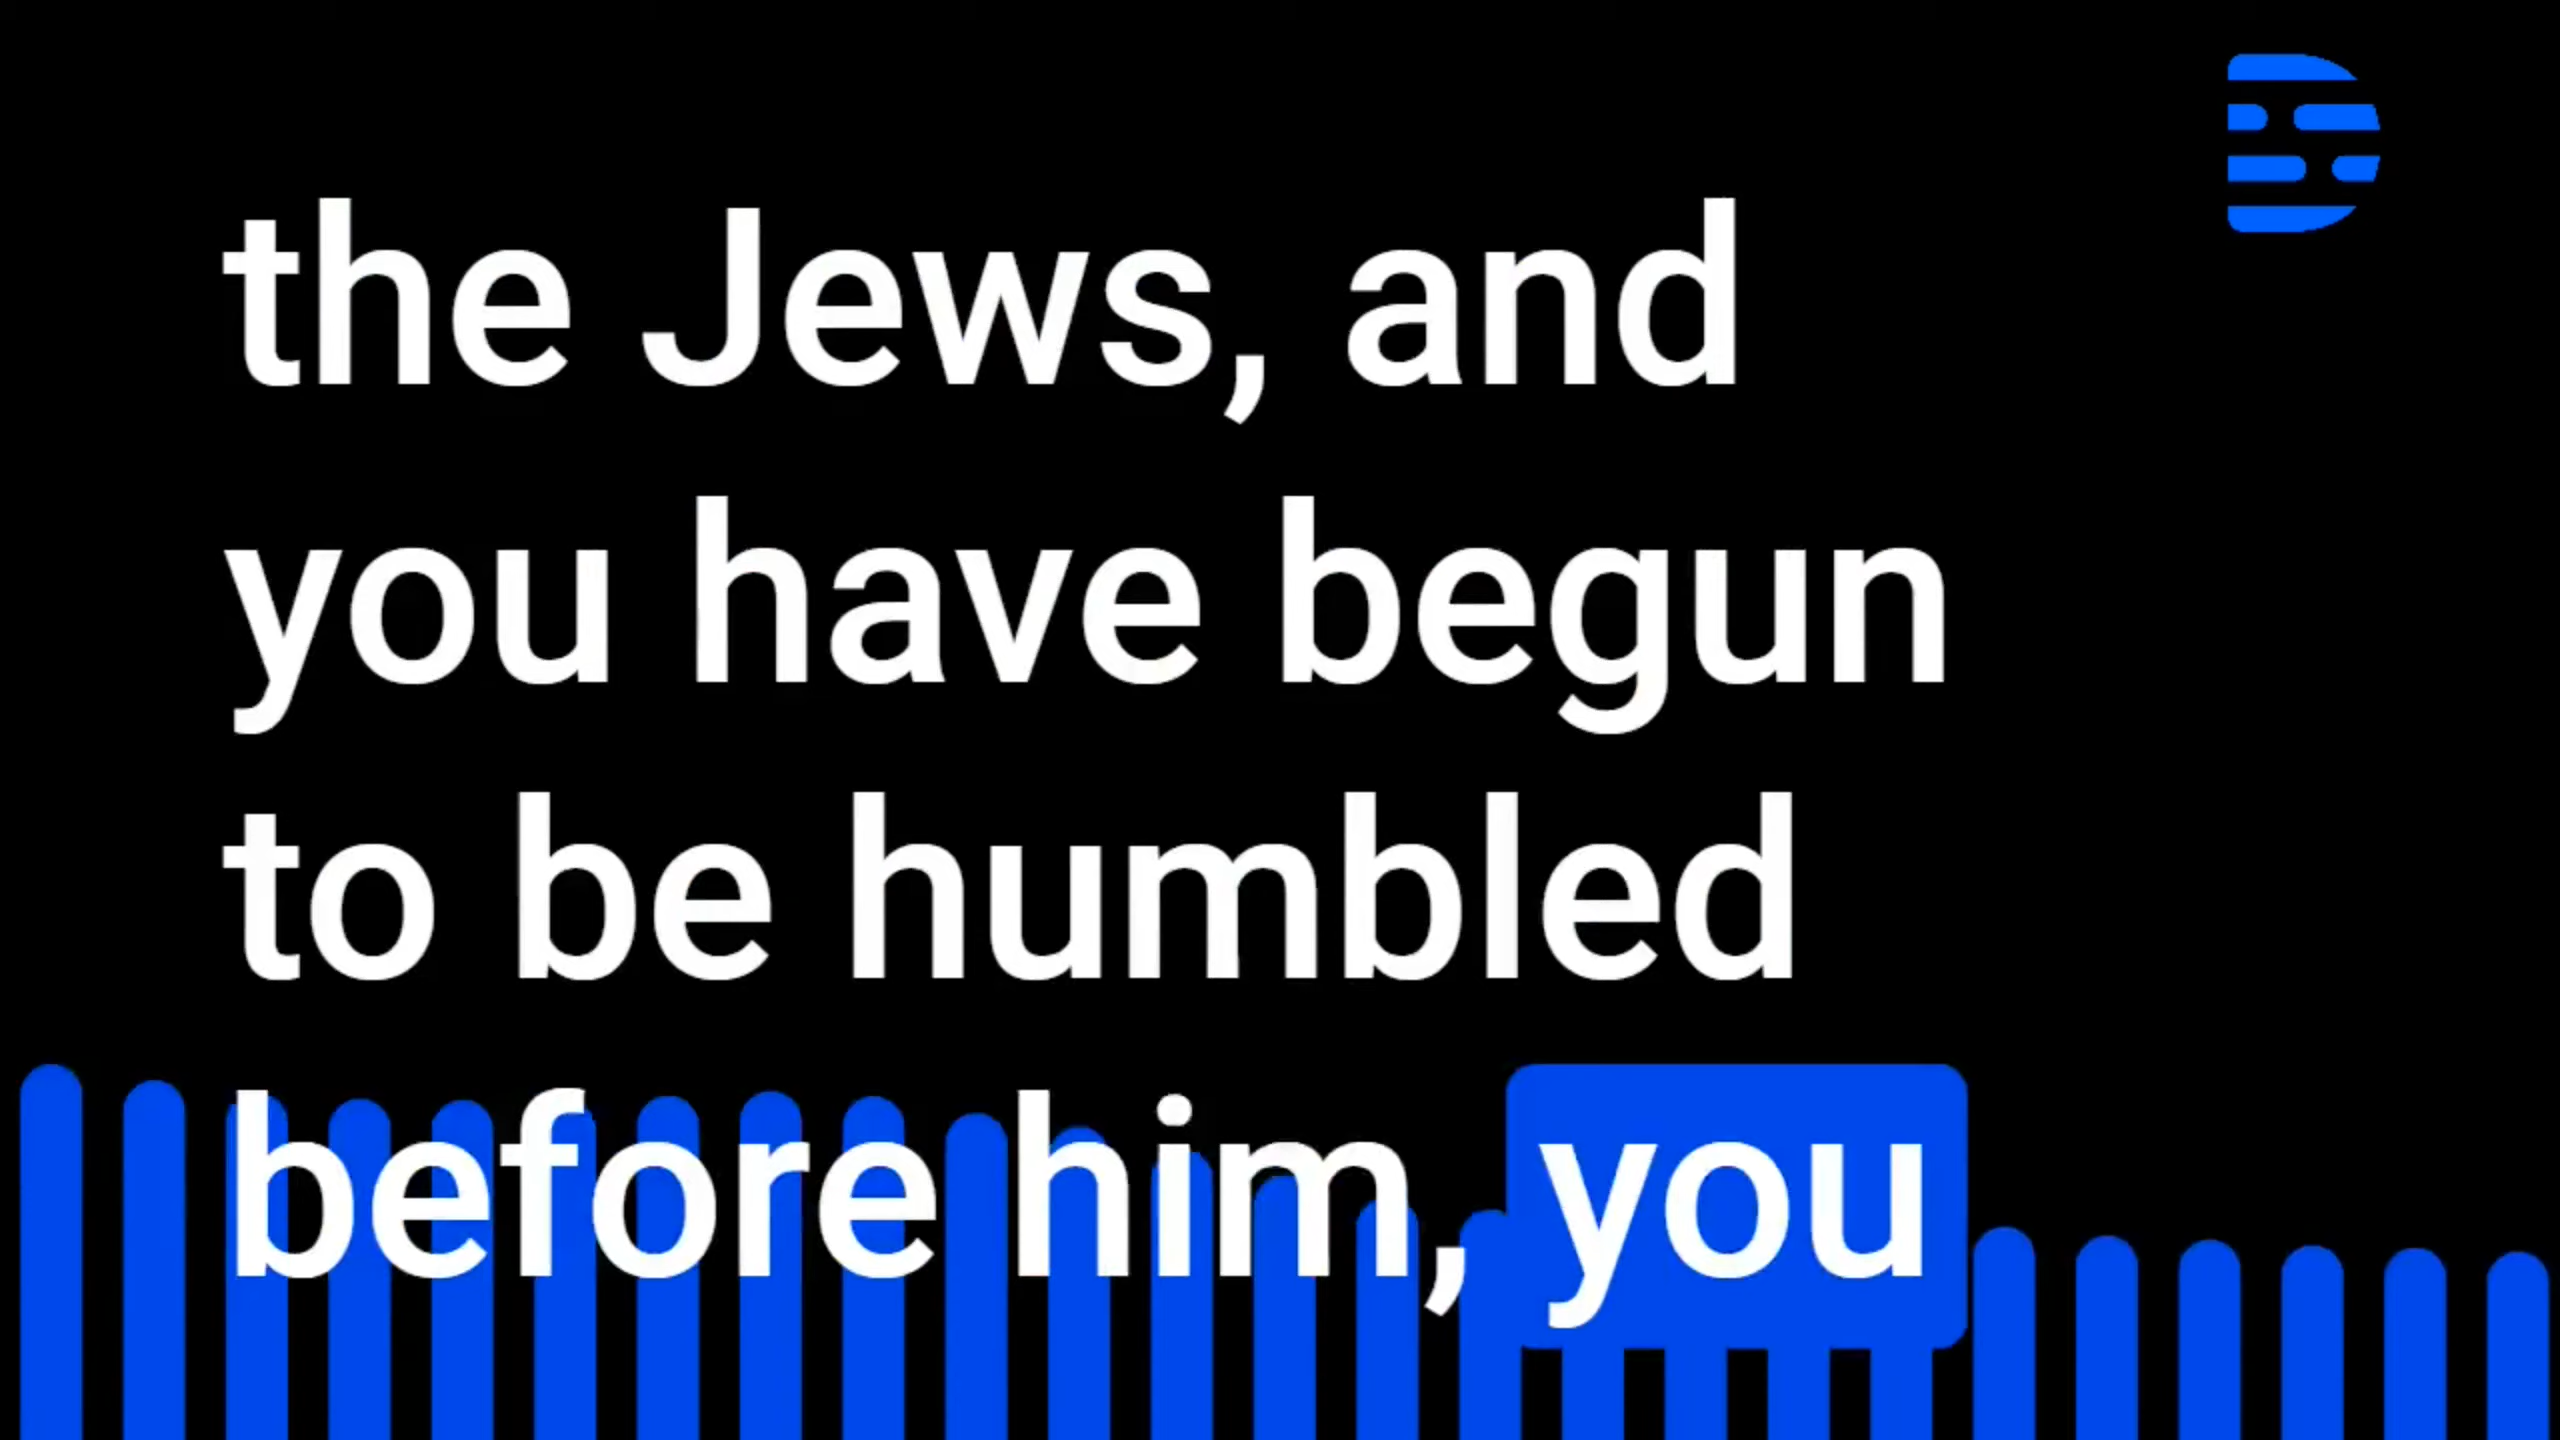 the Jews, and
you have begun
to be humbled
before him, you